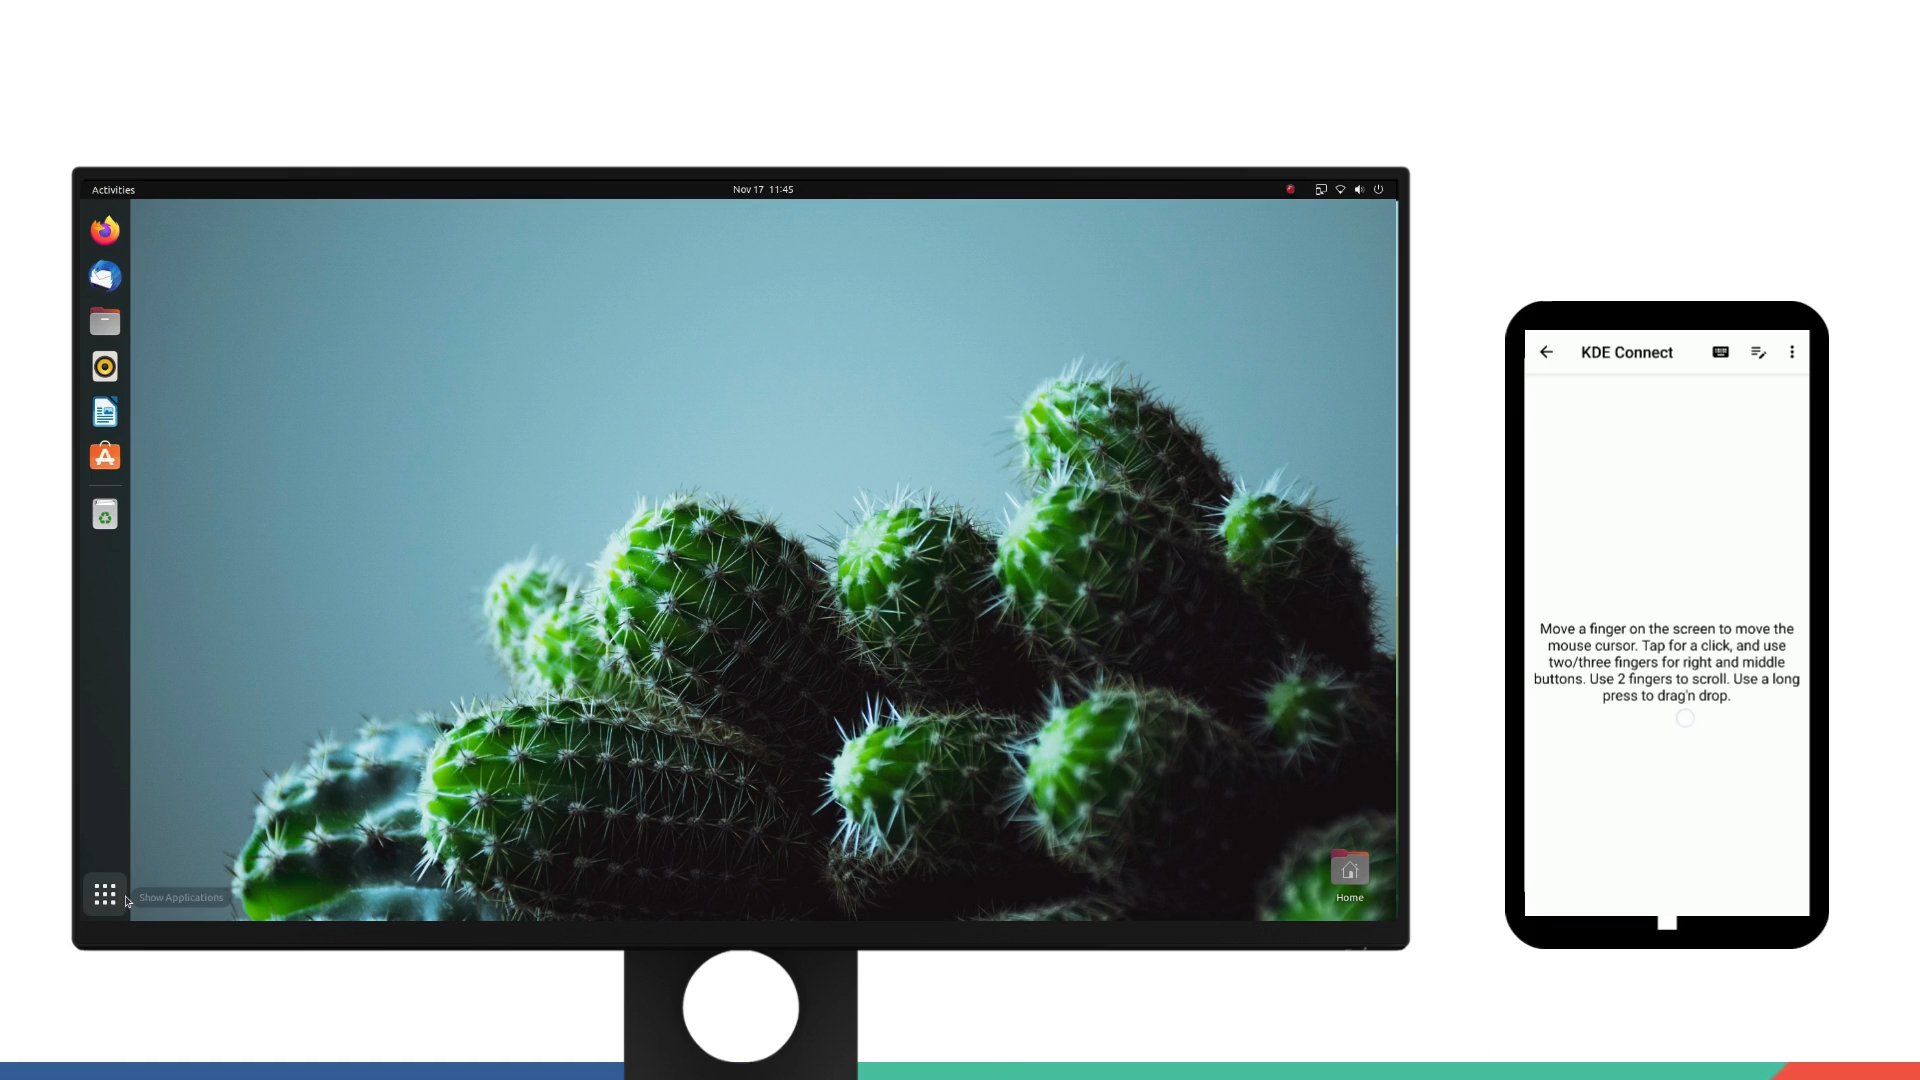 Activities
Nov 17 11:45
Show Applications
Home
KDE Connect
Move a finger on the screen to move the
mouse cursor. Tap for a click, and use
two/three fingers for right and middle
buttons. Use 2 fingers to scroll. Use a long
press to drag'n drop.